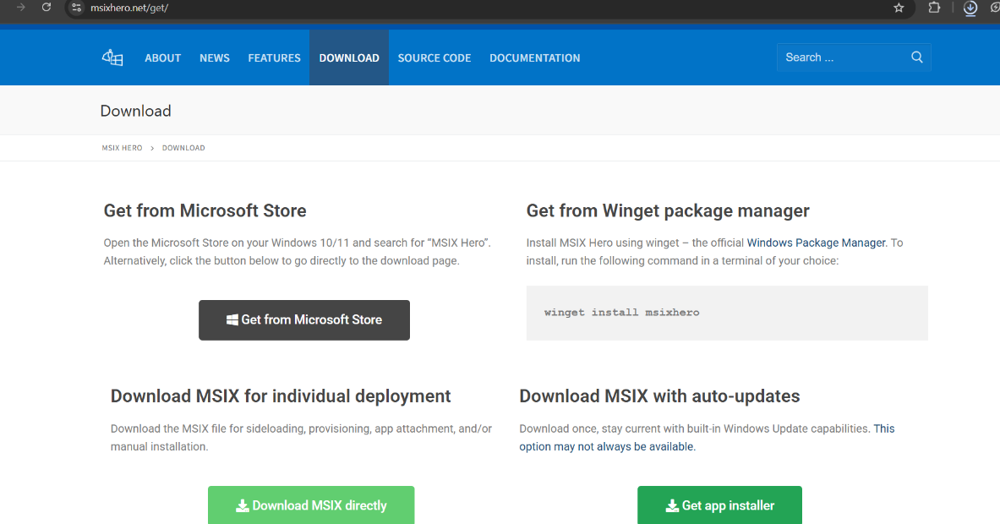 msixhero.net/get/
ABOUT NEWS FEATURES DOWNLOAD SOURCE CODE DOCUMENTATION Search ...
Download
MSIX HERO > DOWNLOAD
Get from Microsoft Store
Open the Microsoft Store on your Windows 10/11 and search for “MSIX Hero”.
Alternatively, click the button below to go directly to the download page.
Get from Microsoft Store
Get from Winget package manager
Install MSIX Hero using winget – the official Windows Package Manager. To
install, run the following command in a terminal of your choice:
winget install msixhero
Download MSIX for individual deployment
Download the MSIX file for sideloading, provisioning, app attachment, and/or
manual installation.
Download MSIX directly
Download MSIX with auto-updates
Download once, stay current with built-in Windows Update capabilities. This
option may not always be available.
Get app installer